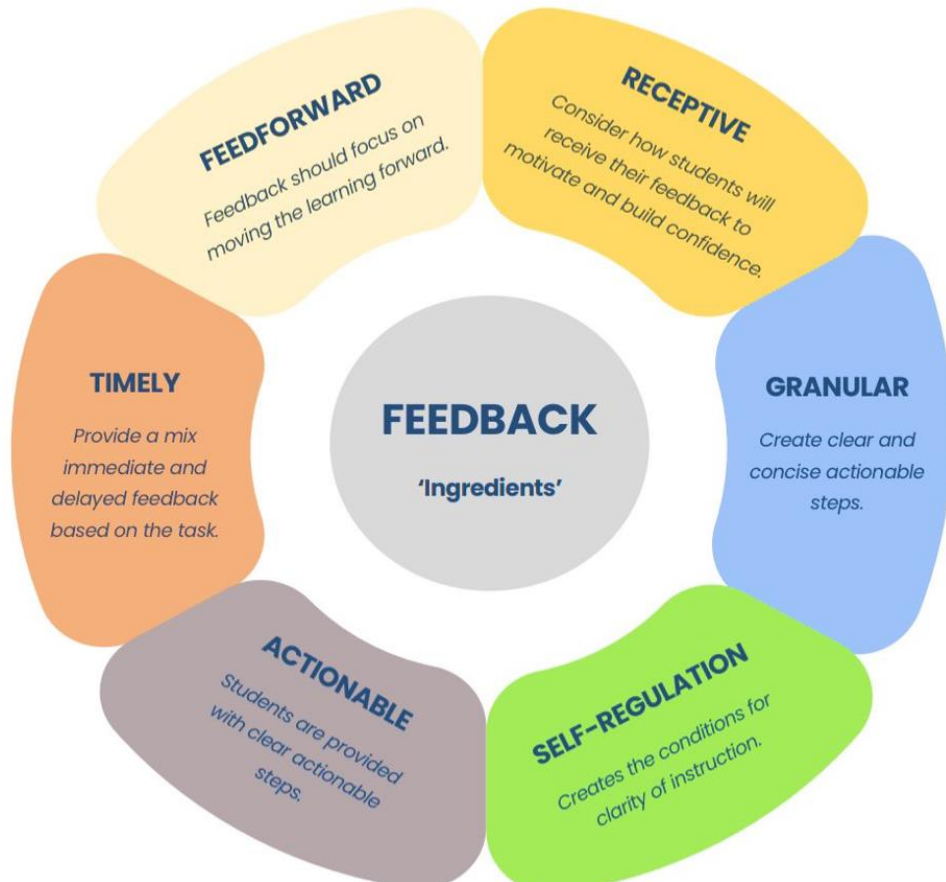 FEEDFORWARD
Feedback should focus on
moving the learning forward.
RECEPTIVE
Consider how students will
receive their feedback to
motivate and build confidence.
TIMELY
Provide a mix
immediate and
delayed feedback
based on the task.
FEEDBACK
‘Ingredients’
GRANULAR
Create clear and
concise actionable
steps.
ACTIONABLE
Students are provided
with clear actionable
steps.
SELF-REGULATION
Creates the conditions for
clarity of instruction.